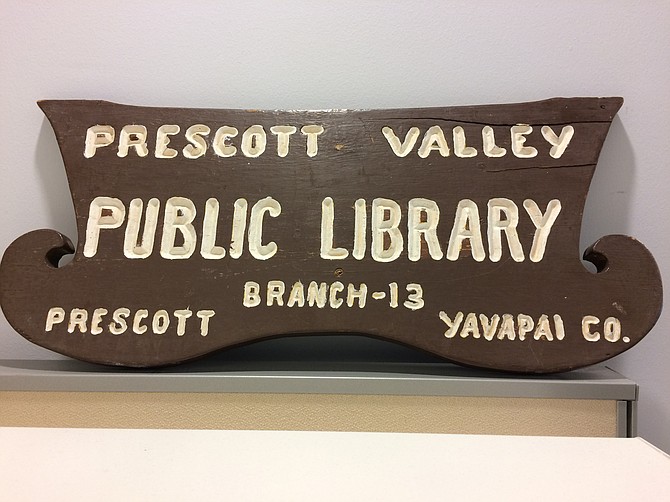 PRESCOTT VALLEY
PUBLIC LIBRARY
BRANCH-13
PRESCOTT YAVAPAI CO.